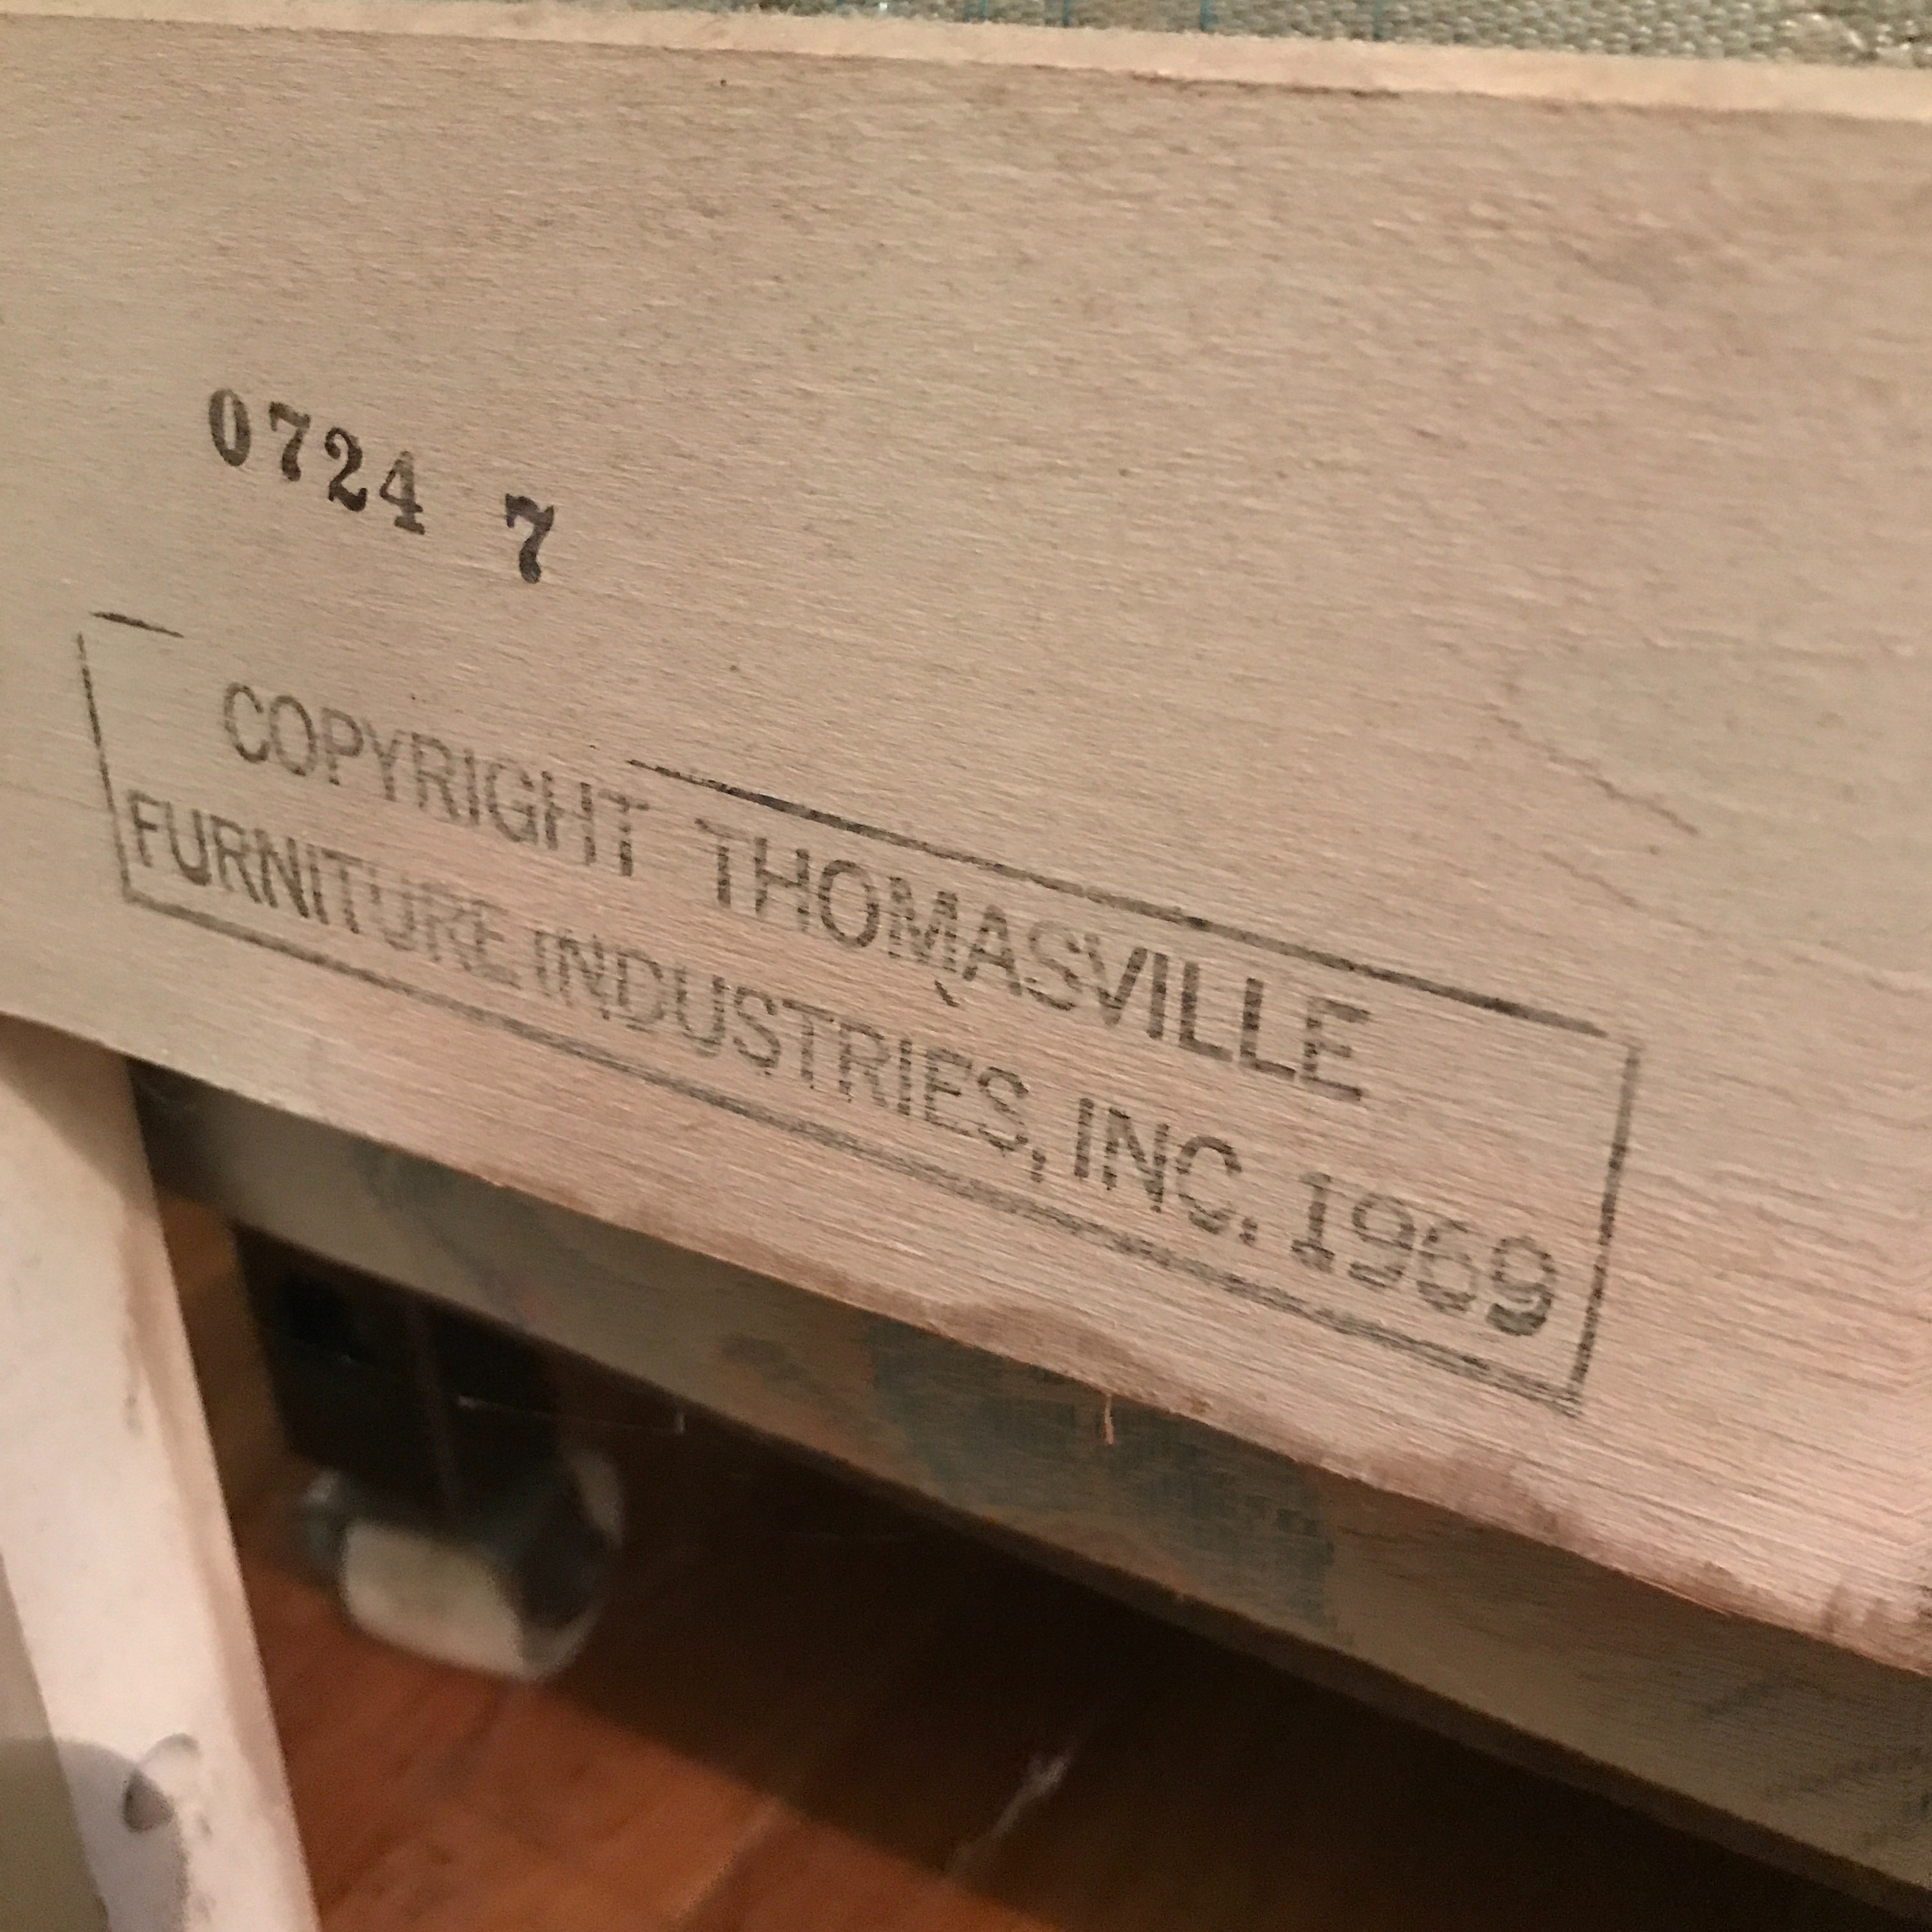 0724 7
COPYRIGHT THOMASVILLE
FURNITURE INDUSTRIES, INC. 1969